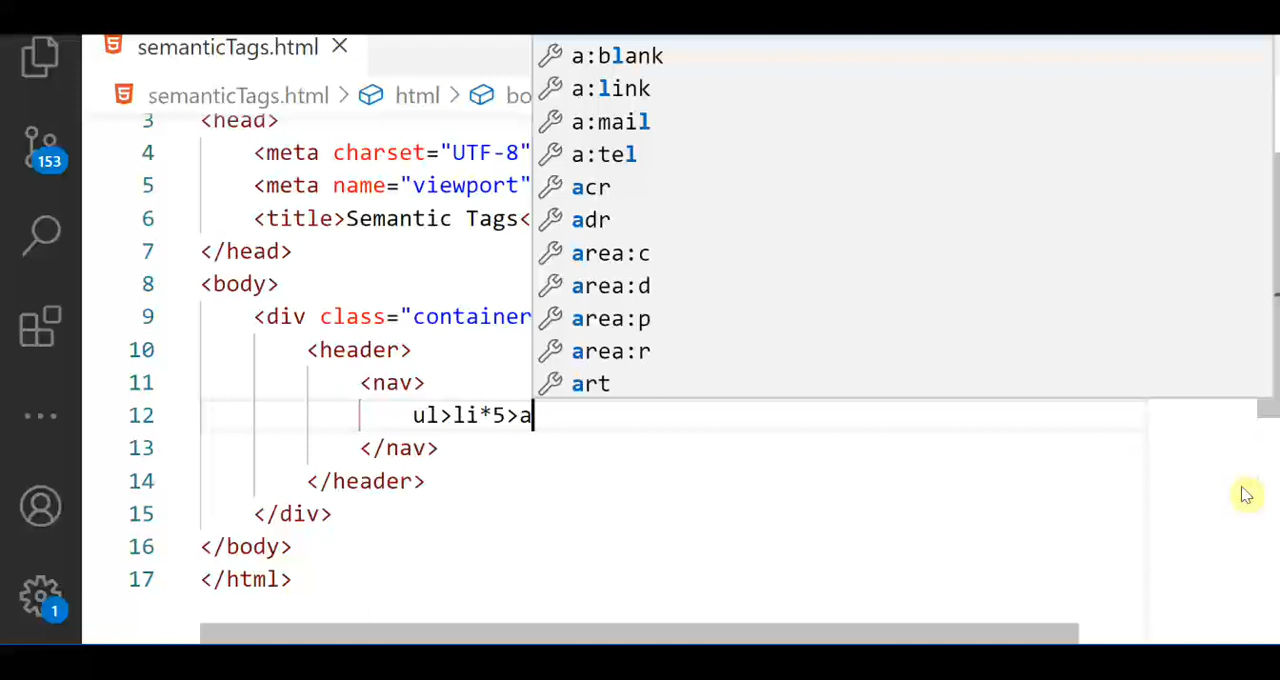 semanticTags.html
semanticTags.html > html > bo
3 <head>
4 <meta charset="UTF-8"
5 <meta name="viewport"
6 <title>Semantic Tags<
7 </head>
8 <body>
9 <div class="container
10 <header>
11 <nav>
12 ul>li*5>a
13 </nav>
14 </header>
15 </div>
16 </body>
17 </html>
a:blank
a:link
a:mail
a:tel
acr
adr
area:c
area:d
area:p
area:r
art
153
1